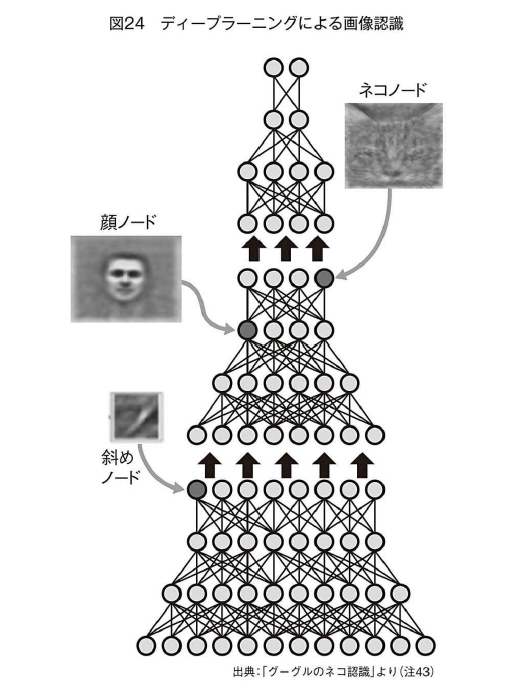 図24　ディープラーニングによる画像認識
ネコノード
顔ノード
斜め
ノード
出典：「グーグルのネコ認識」より（注43）